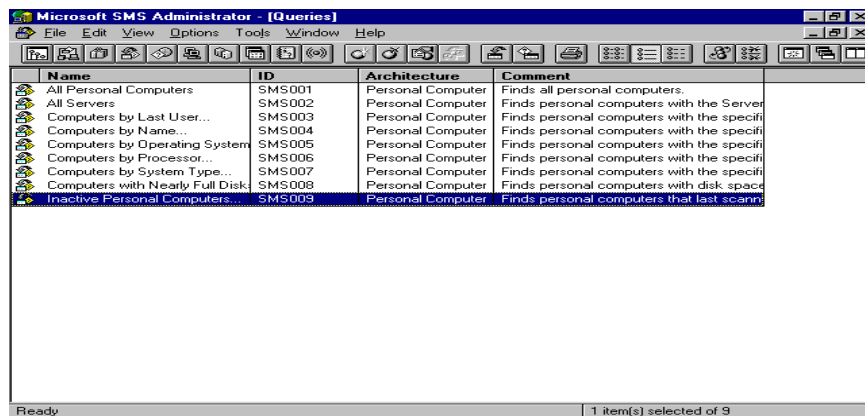 Microsoft SMS Administrator - [Queries]
File Edit View Options Tools Window Help
Name ID Architecture Comment
All Personal Computers SMS001 Personal Computer Finds all personal computers.
All Servers SMS002 Personal Computer Finds personal computers with the Server
Computers by Last User... SMS003 Personal Computer Finds personal computers with the specifi
Computers by Name... SMS004 Personal Computer Finds personal computers with the specifi
Computers by Operating System SMS005 Personal Computer Finds personal computers with the specifi
Computers by Processor... SMS006 Personal Computer Finds personal computers with the specifi
Computers by System Type... SMS007 Personal Computer Finds personal computers with the specifi
Computers with Nearly Full Disk SMS008 Personal Computer Finds personal computers with disk space
Inactive Personal Computers... SMS009 Personal Computer Finds personal computers that last scann
Ready 1 item(s) selected of 9